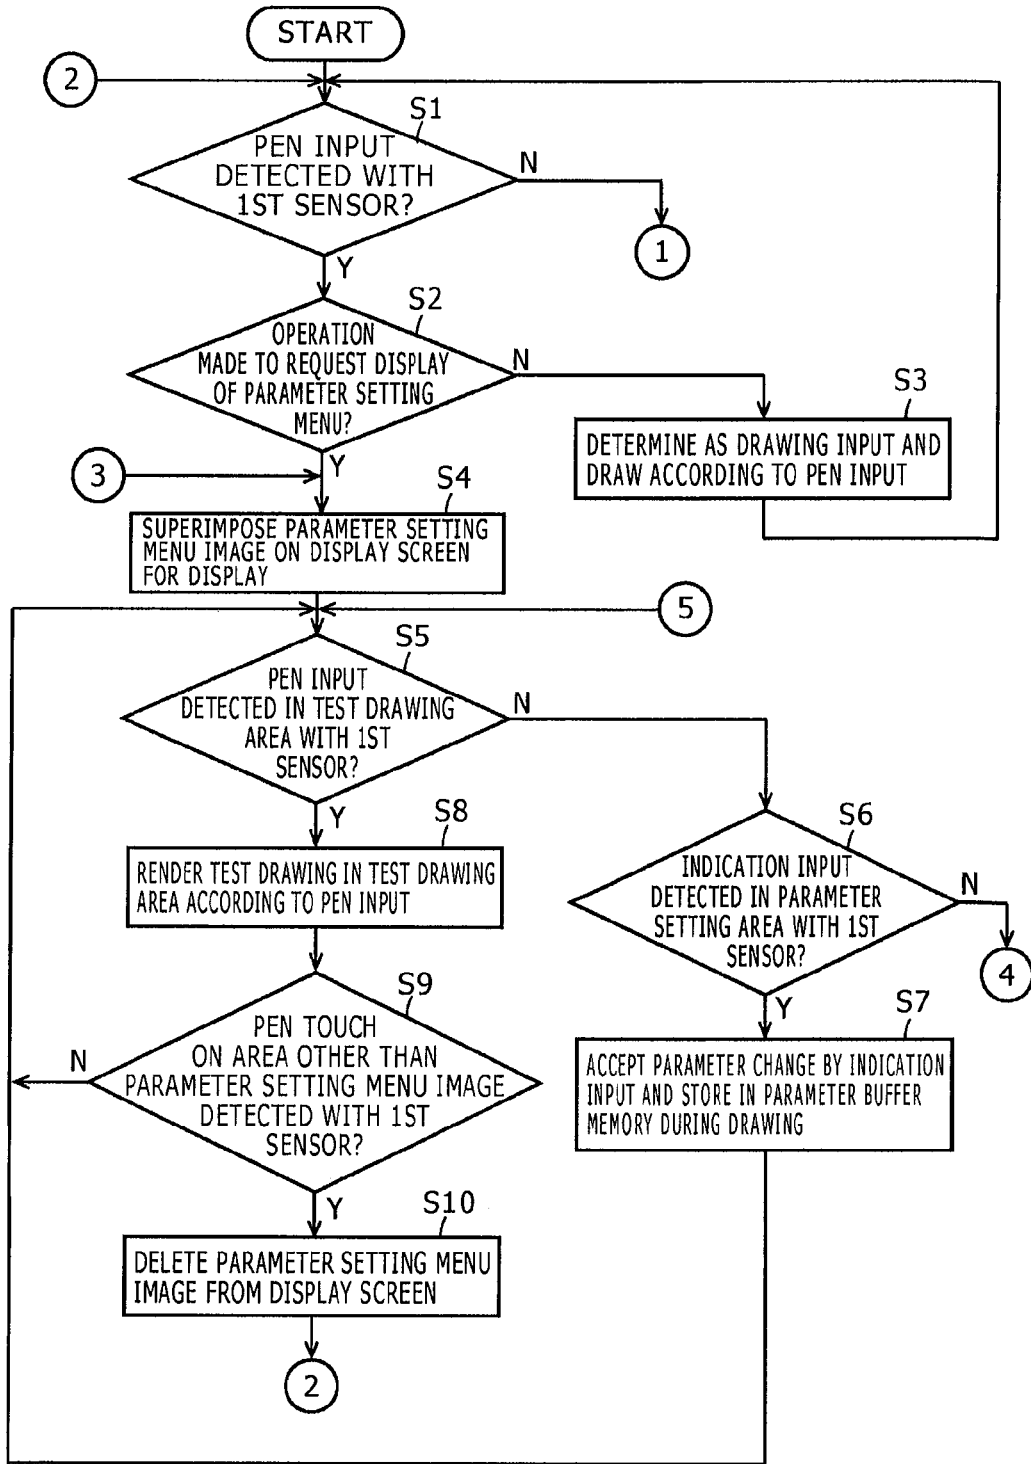 START
2
S1
PEN INPUT
DETECTED WITH
1ST SENSOR?
N
1
Y
S2
OPERATION
MADE TO REQUEST DISPLAY
OF PARAMETER SETTING
MENU?
N
S3
DETERMINE AS DRAWING INPUT AND
DRAW ACCORDING TO PEN INPUT
Y
3
S4
SUPERIMPOSE PARAMETER SETTING
MENU IMAGE ON DISPLAY SCREEN
FOR DISPLAY
5
S5
PEN INPUT
DETECTED IN TEST DRAWING
AREA WITH 1ST
SENSOR?
N
Y
S8
RENDER TEST DRAWING IN TEST DRAWING
AREA ACCORDING TO PEN INPUT
S6
INDICATION INPUT
DETECTED IN PARAMETER
SETTING AREA WITH 1ST
SENSOR?
N
4
Y
S7
ACCEPT PARAMETER CHANGE BY INDICATION
INPUT AND STORE IN PARAMETER BUFFER
MEMORY DURING DRAWING
S9
PEN TOUCH
ON AREA OTHER THAN
PARAMETER SETTING MENU IMAGE
DETECTED WITH 1ST
SENSOR?
N
Y
S10
DELETE PARAMETER SETTING MENU
IMAGE FROM DISPLAY SCREEN
2